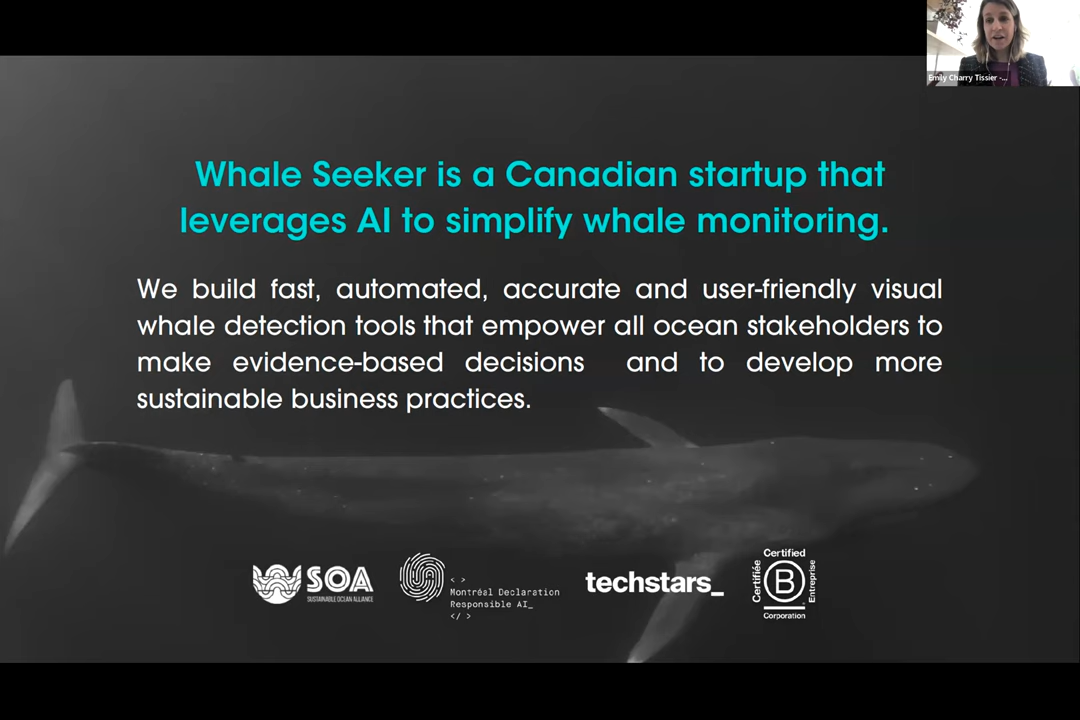 Emily Charry Tissier -...
Whale Seeker is a Canadian startup that
leverages AI to simplify whale monitoring.
We build fast, automated, accurate and user-friendly visual
whale detection tools that empower all ocean stakeholders to
make evidence-based decisions and to develop more
sustainable business practices.
SOA
SUSTAINABLE OCEAN ALLIANCE
< >
Montréal Declaration
Responsible AI_
</ >
techstars_
Certified
Certifiée
B
Entreprise
Corporation